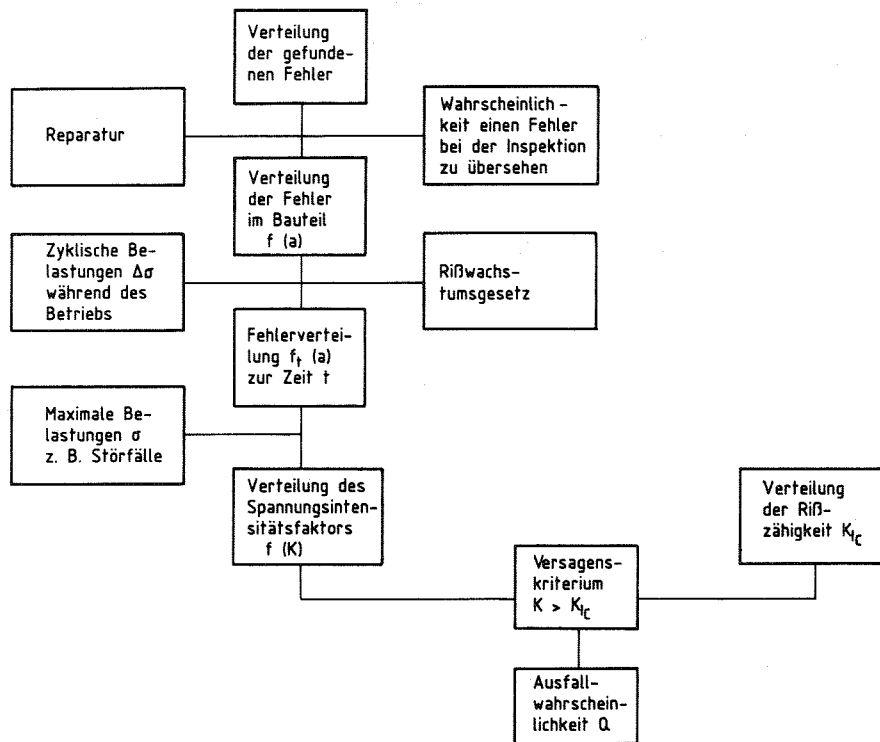 Verteilung
der gefunde-
nen Fehler
Reparatur
Wahrscheinlich-
keit einen Fehler
bei der Inspektion
zu übersehen
Verteilung
der Fehler
im Bauteil
f (a)
Zyklische Be-
lastungen Δσ
während des
Betriebs
Rißwachs-
tumsgesetz
Fehlervertei-
lung fₜ (a)
zur Zeit t
Maximale Be-
lastungen σ
z. B. Störfälle
Verteilung des
Spannungsinten-
sitätsfaktors
f (K)
Verteilung
der Riß-
zähigkeit K_IC
Versagens-
kriterium
K > K_IC
Ausfall-
wahrschein-
lichkeit Q